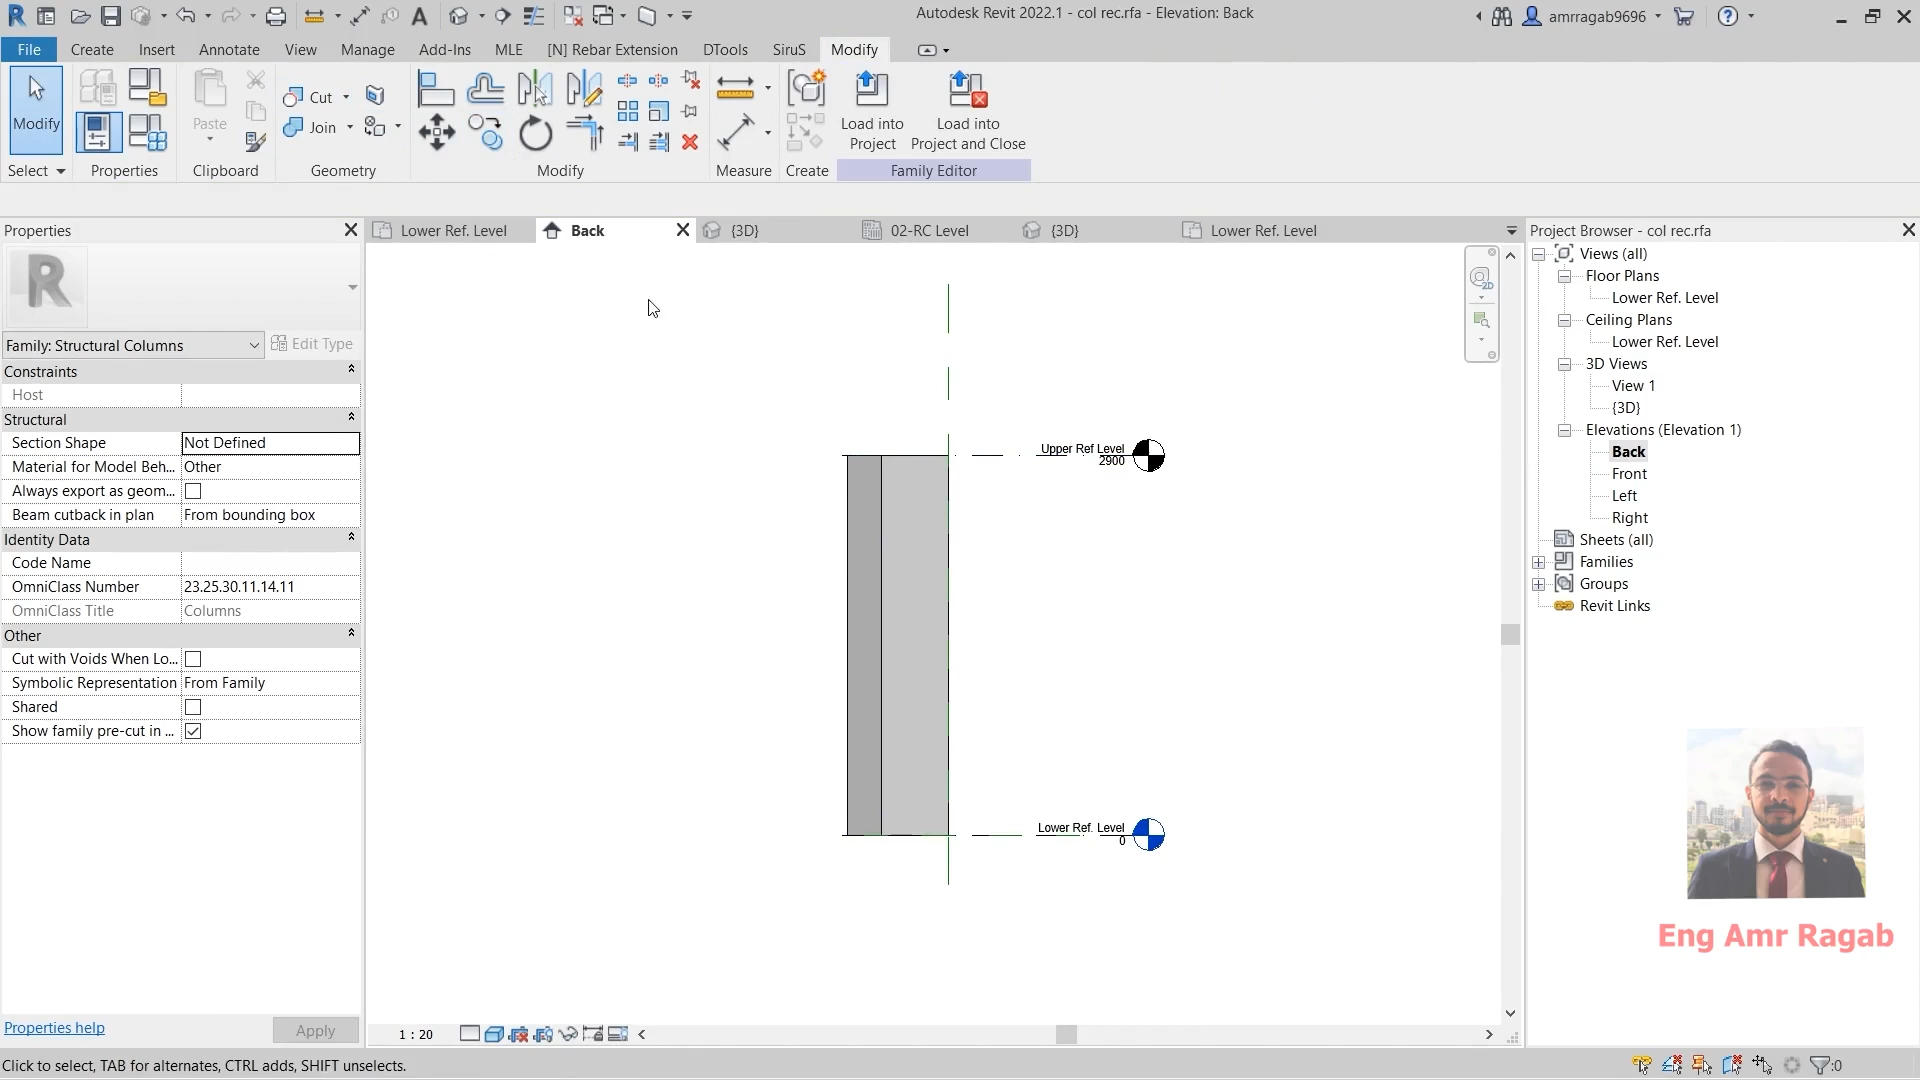 Autodesk Revit 2022.1 - col rec.rfa - Elevation: Back
amrragab9696
File
Create
Insert
Annotate
View
Manage
Add-Ins
MLE
[N] Rebar Extension
DTools
SiruS
Modify
Modify
Paste
Cut
Join
Load into
Project
Load into
Project and Close
Select
Properties
Clipboard
Geometry
Modify
Measure
Create
Family Editor
Properties
R
Family: Structural Columns
Edit Type
Constraints
Host
Structural
Section Shape Not Defined
Material for Model Beh... Other
Always export as geom...
Beam cutback in plan From bounding box
Identity Data
Code Name
OmniClass Number 23.25.30.11.14.11
OmniClass Title Columns
Other
Cut with Voids When Lo...
Symbolic Representation From Family
Shared
Show family pre-cut in ...
Properties help
Apply
Lower Ref. Level
Back
{3D}
02-RC Level
{3D}
Lower Ref. Level
2D
Upper Ref Level
2900
Lower Ref. Level
0
1 : 20
Project Browser - col rec.rfa
Views (all)
Floor Plans
Lower Ref. Level
Ceiling Plans
Lower Ref. Level
3D Views
View 1
{3D}
Elevations (Elevation 1)
Back
Front
Left
Right
Sheets (all)
Families
Groups
Revit Links
Eng Amr Ragab
Click to select, TAB for alternates, CTRL adds, SHIFT unselects.
:0